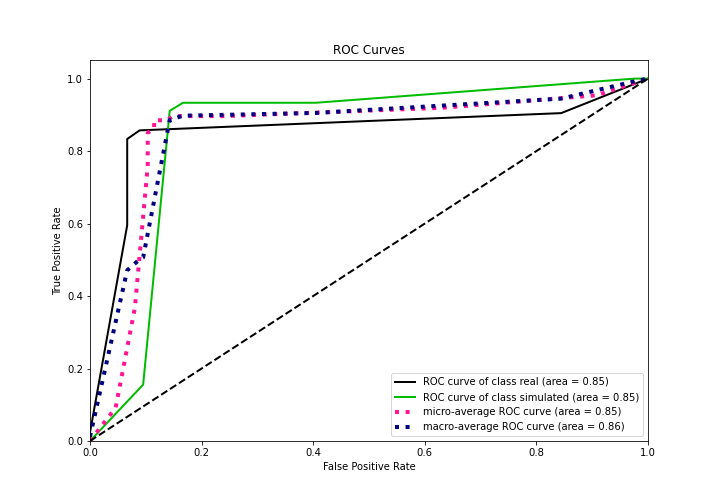 ROC Curves
1.0
0.8
0.6
0.4
0.2
0.0
True Positive Rate
0.0 0.2 0.4 0.6 0.8 1.0
False Positive Rate
ROC curve of class real (area = 0.85)
ROC curve of class simulated (area = 0.85)
micro-average ROC curve (area = 0.85)
macro-average ROC curve (area = 0.86)